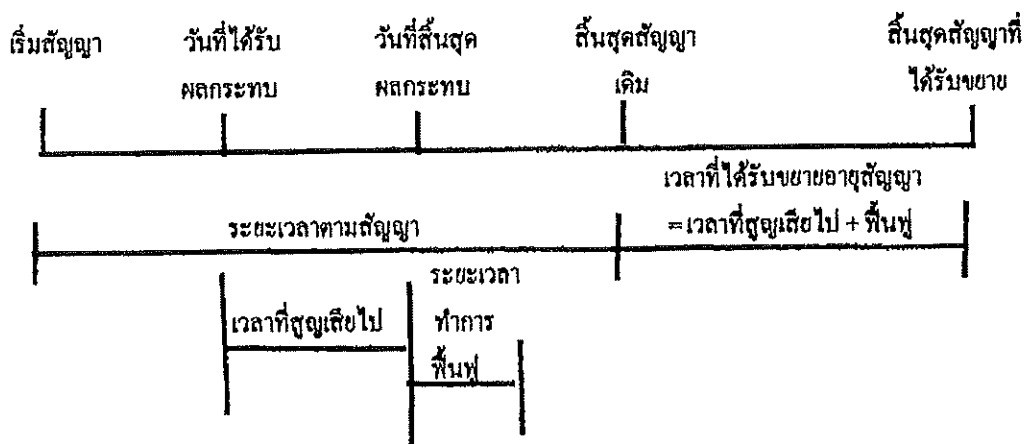 เริ่มสัญญา
วันที่ได้รับ
ผลกระทบ
วันที่สิ้นสุด
ผลกระทบ
สิ้นสุดสัญญา
เดิม
สิ้นสุดสัญญาที่
ได้รับขยาย
เวลาที่ได้รับขยายอายุสัญญา
=เวลาที่สูญเสียไป + ฟื้นฟู
ระยะเวลาตามสัญญา
เวลาที่สูญเสียไป
ระยะเวลา
ทำการ
ฟื้นฟู